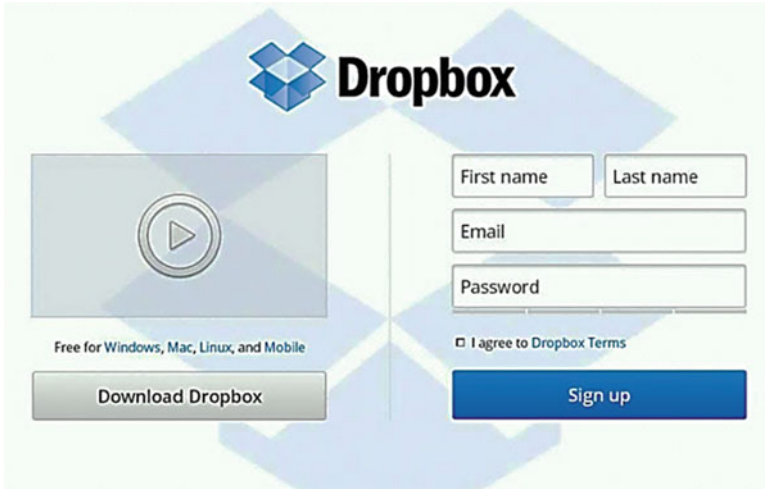 Dropbox
First name
Last name
Email
Password
Free for Windows, Mac, Linux, and Mobile
I agree to Dropbox Terms
Download Dropbox
Sign up